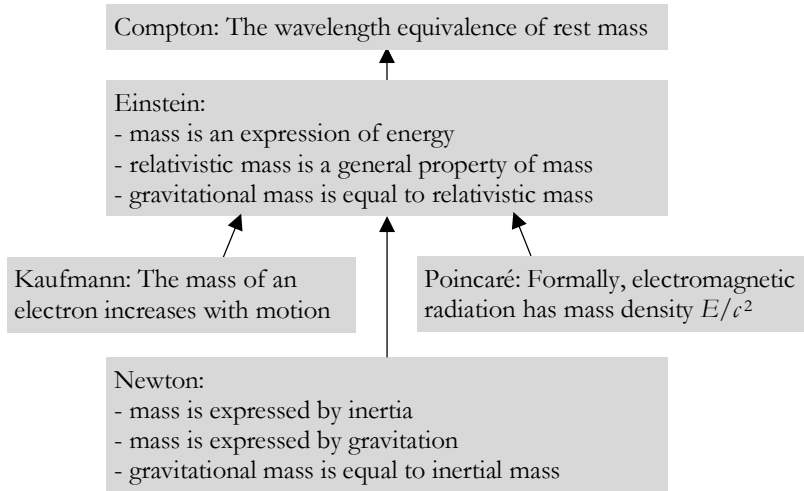 Compton: The wavelength equivalence of rest mass
Einstein:
- mass is an expression of energy
- relativistic mass is a general property of mass
- gravitational mass is equal to relativistic mass
Kaufmann: The mass of an
electron increases with motion
Poincaré: Formally, electromagnetic
radiation has mass density E/c²
Newton:
- mass is expressed by inertia
- mass is expressed by gravitation
- gravitational mass is equal to inertial mass